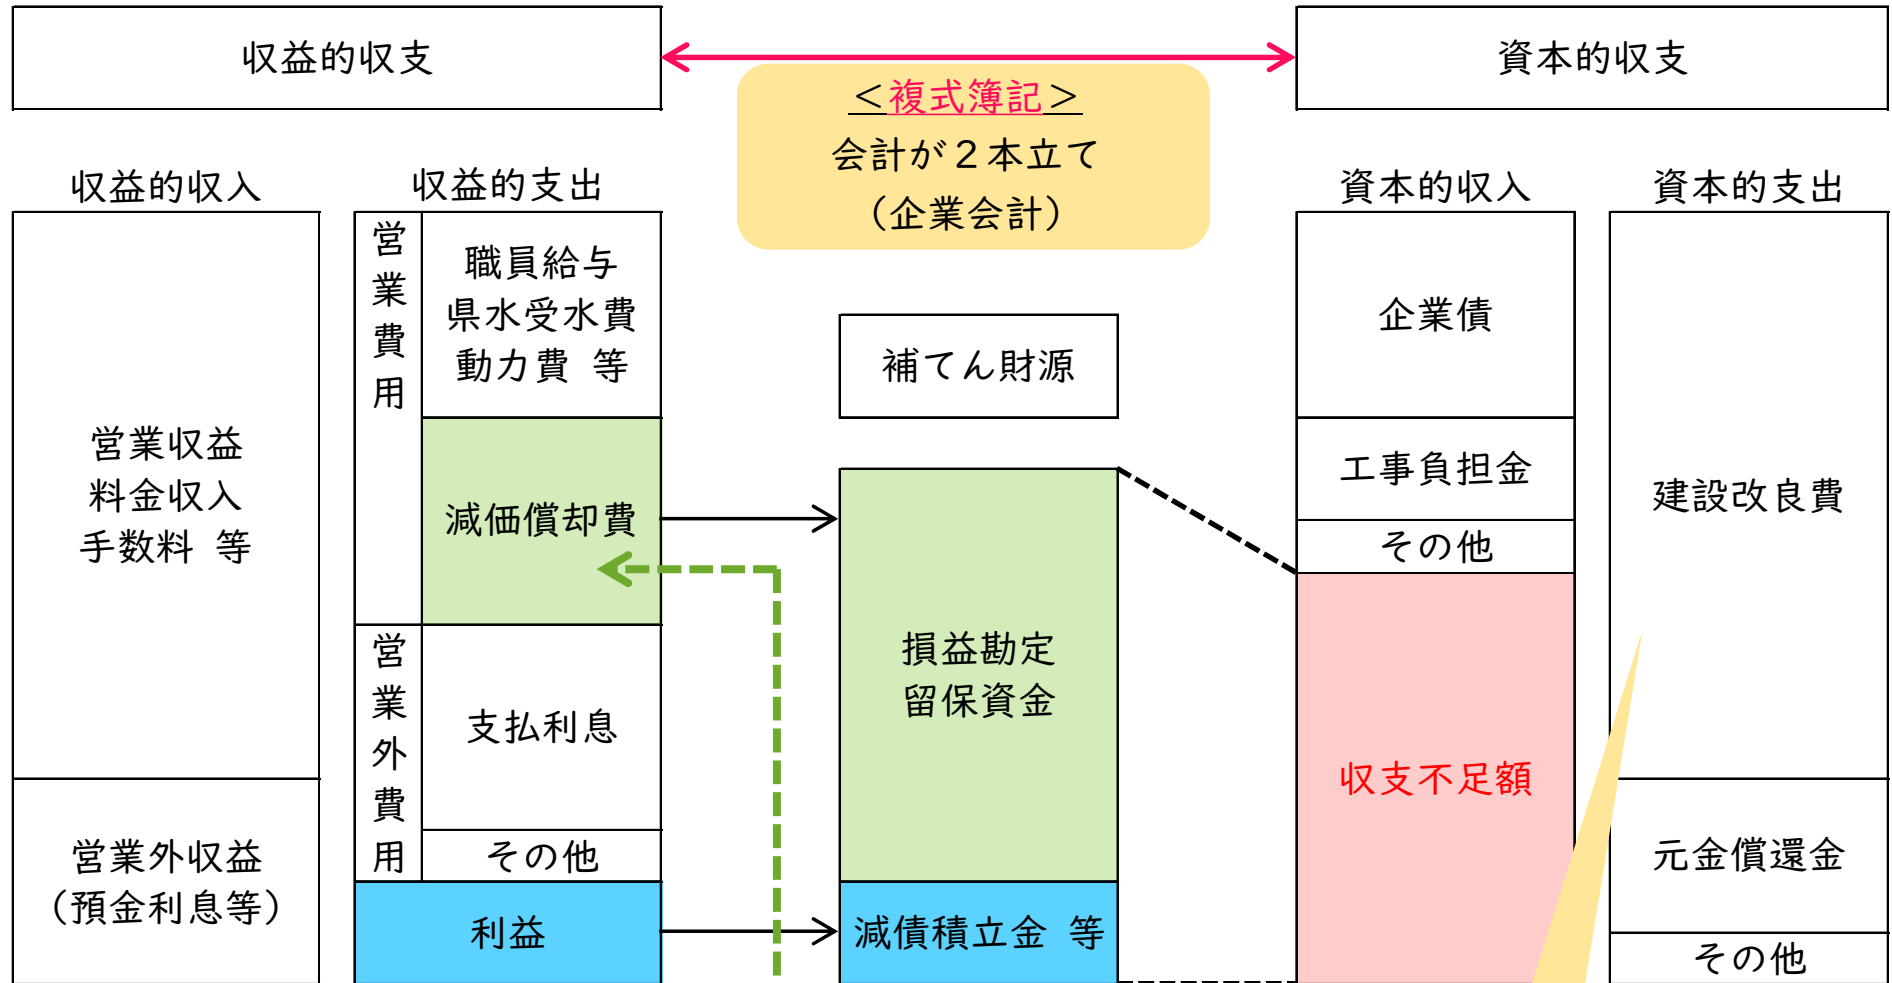 収益的収支
資本的収支
＜複式簿記＞
会計が２本立て
（企業会計）
収益的収入
収益的支出
資本的収入
資本的支出
営業収益
料金収入
手数料 等
営業外収益
（預金利息等）
営業費用
職員給与
県水受水費
動力費 等
減価償却費
営業外費用
支払利息
その他
利益
補てん財源
損益勘定
留保資金
減債積立金 等
企業債
工事負担金
その他
収支不足額
建設改良費
元金償還金
その他